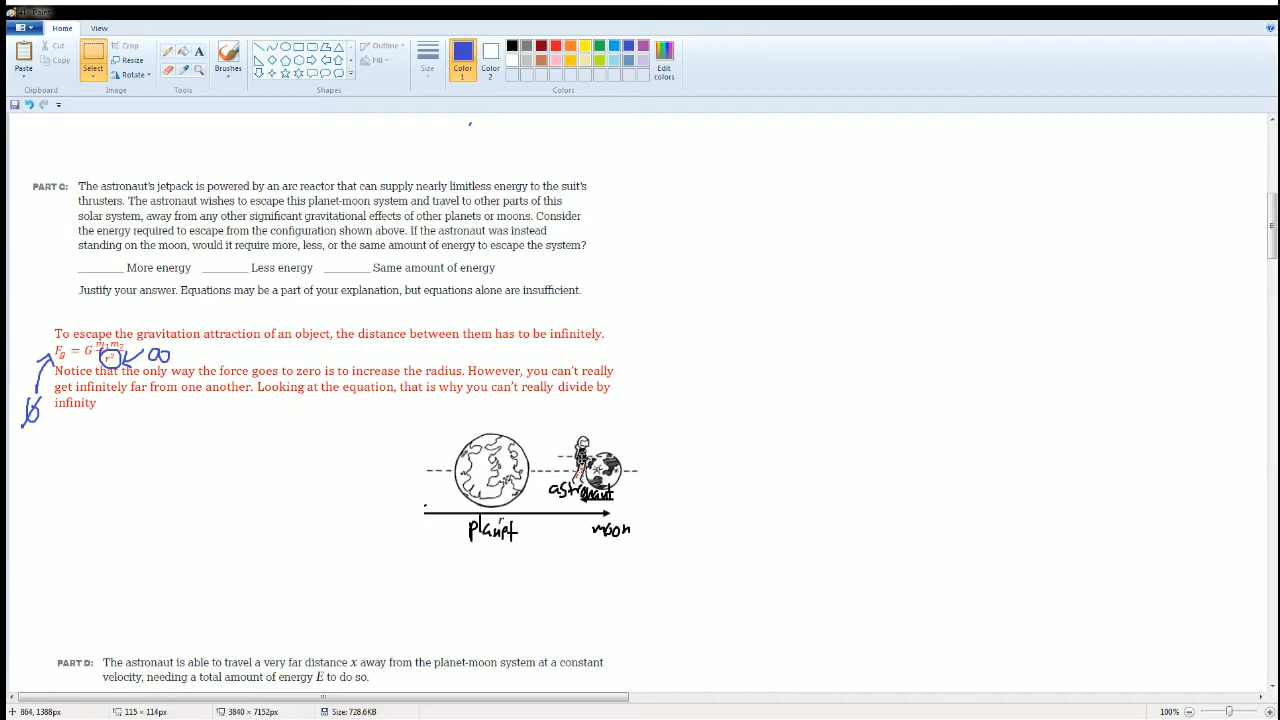 41 - Paint
Home View
Paste
Cut
Copy
Clipboard
Select
Crop
Resize
Rotate
Image
Tools
Brushes
Outline
Fill
Shapes
Size
Color 1
Color 2
Edit colors
Colors
PART C: The astronaut's jetpack is powered by an arc reactor that can supply nearly limitless energy to the suit's
thrusters. The astronaut wishes to escape this planet-moon system and travel to other parts of this
solar system, away from any other significant gravitational effects of other planets or moons. Consider
the energy required to escape from the configuration shown above. If the astronaut was instead
standing on the moon, would it require more, less, or the same amount of energy to escape the system?
________ More energy ________ Less energy ________ Same amount of energy
Justify your answer. Equations may be a part of your explanation, but equations alone are insufficient.
To escape the gravitation attraction of an object, the distance between them has to be infinitely.
F_g = G m_1 m_2 / r^2 ∞
Notice that the only way the force goes to zero is to increase the radius. However, you can't really
get infinitely far from one another. Looking at the equation, that is why you can't really divide by
infinity
0
astronaut
r
planet moon
PART D: The astronaut is able to travel a very far distance x away from the planet-moon system at a constant
velocity, needing a total amount of energy E to do so.
864, 1388px 115 × 114px 3840 × 7152px Size: 728.6KB 100%